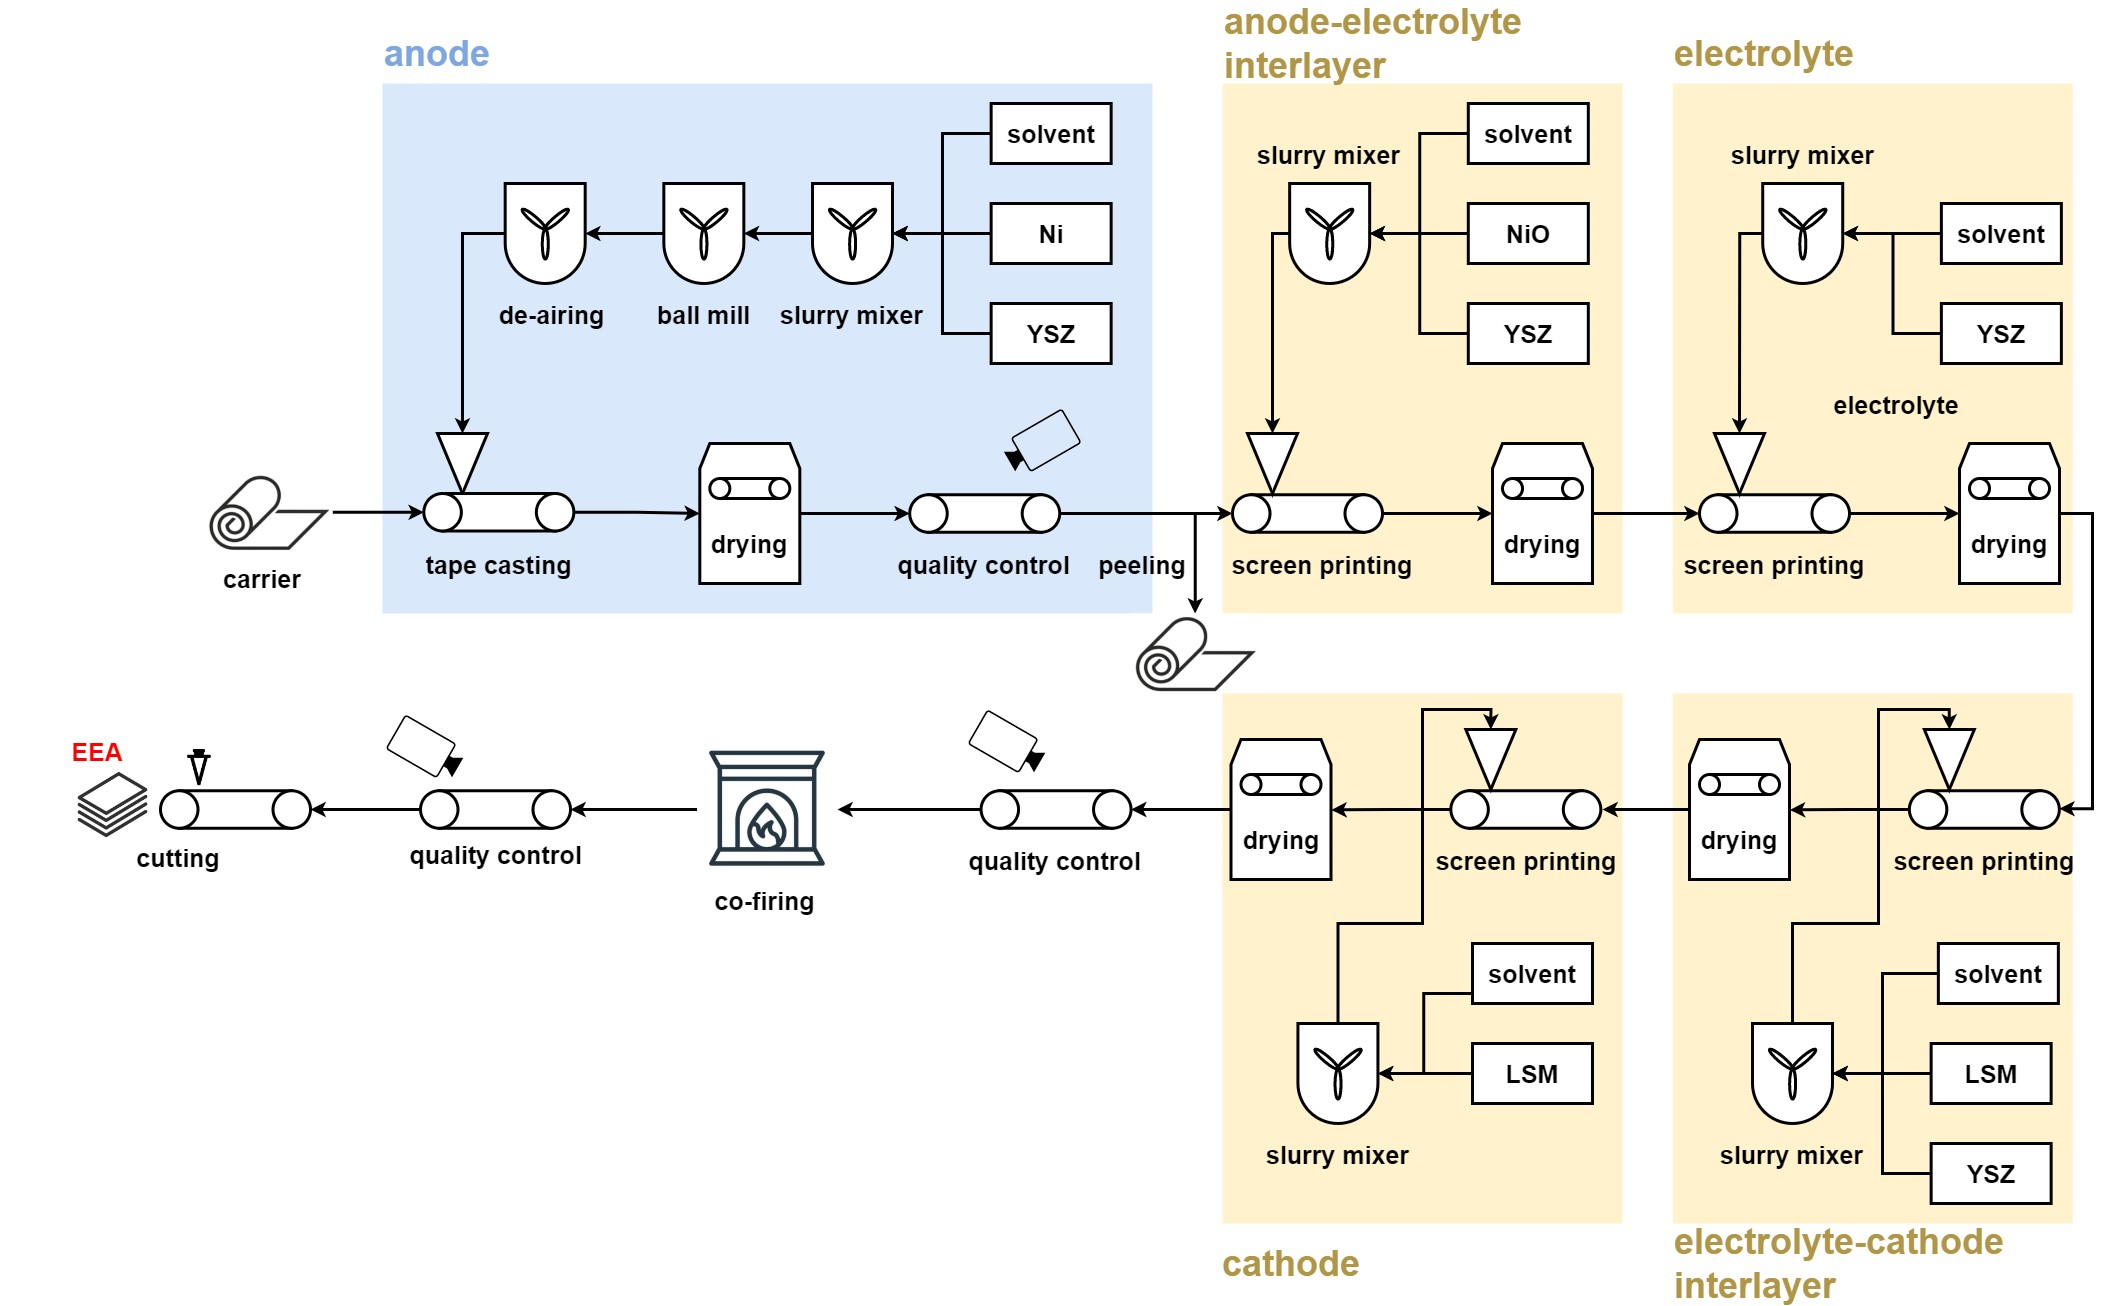 anode
anode-electrolyte
interlayer
electrolyte
solvent
Ni
YSZ
de-airing
ball mill
slurry mixer
carrier
tape casting
drying
quality control
peeling
slurry mixer
solvent
NiO
YSZ
screen printing
drying
slurry mixer
solvent
YSZ
electrolyte
screen printing
drying
EEA
cutting
quality control
co-firing
quality control
drying
screen printing
solvent
LSM
slurry mixer
cathode
drying
screen printing
solvent
LSM
YSZ
slurry mixer
electrolyte-cathode
interlayer